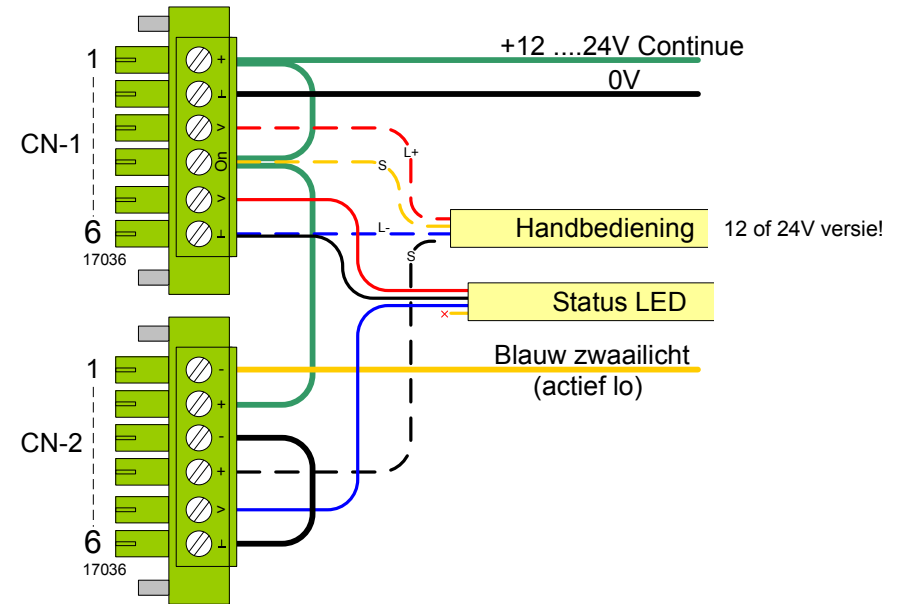 +12 ....24V Continue
0V
1
+
⊥
>
On
>
⊥
CN-1
6
17036
L+
S
L-
S
Handbediening
12 of 24V versie!
Status LED
×
Blauw zwaailicht
(actief lo)
1
-
+
-
+
>
⊥
CN-2
6
17036